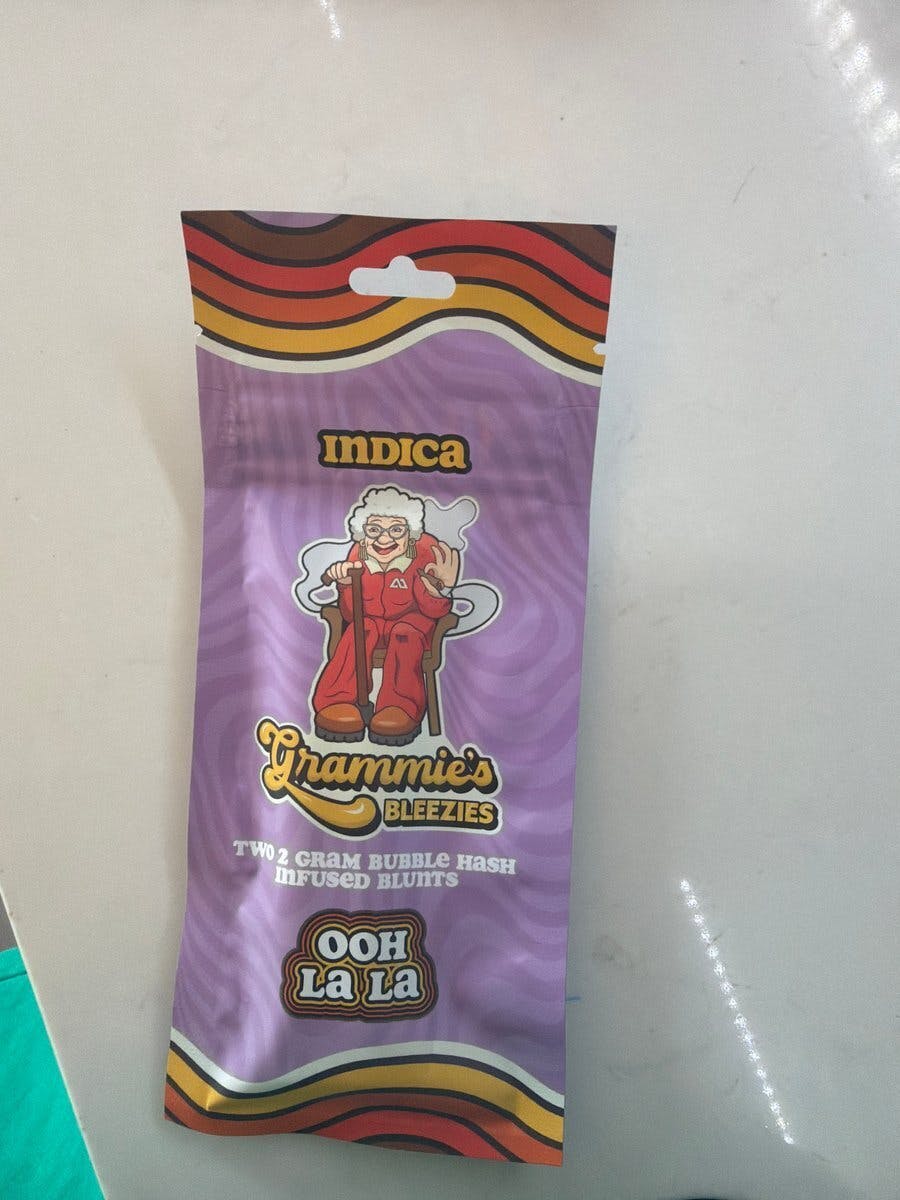 INDICA
Grammie's
BLEEZIES
TWO 2 GRAM BUBBLE HASH
INFUSED BLUNTS
OOH
La La